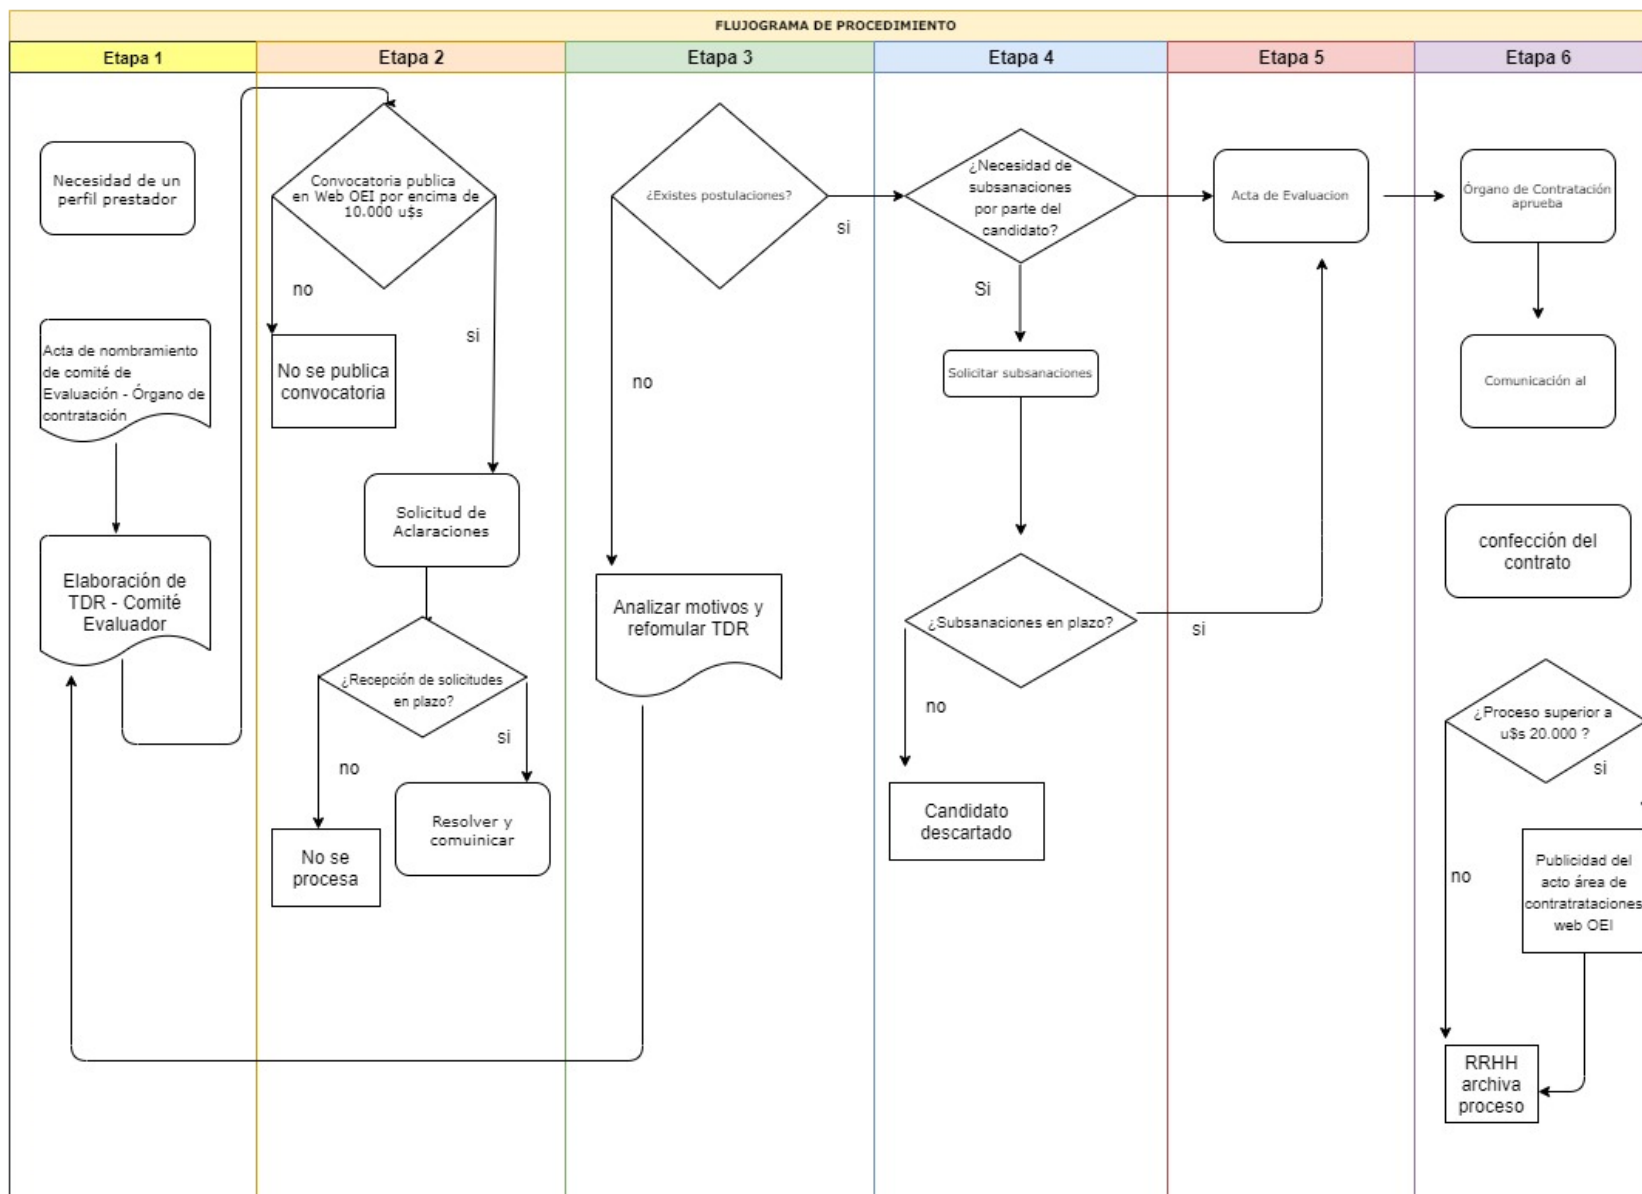 FLUJOGRAMA DE PROCEDIMIENTO
Etapa 1
Etapa 2
Etapa 3
Etapa 4
Etapa 5
Etapa 6
Necesidad de un
perfil prestador
Acta de nombramiento
de comité de
Evaluación - Órgano de
contratación
Elaboración de
TDR - Comité
Evaluador
Convocatoria publica
en Web OEI por encima de
10.000 u$s
no
si
No se publica
convocatoria
Solicitud de
Aclaraciones
¿Recepción de solicitudes
en plazo?
si
no
Resolver y
comuinicar
No se
procesa
¿Existes postulaciones?
si
no
Analizar motivos y
refomular TDR
¿Necesidad de
subsanaciones
por parte del
candidato?
Si
Solicitar subsanaciones
¿Subsanaciones en plazo?
si
no
Candidato
descartado
Acta de Evaluacion
Órgano de Contratación
aprueba
Comunicación al
confección del
contrato
¿Proceso superior a
u$s 20.000 ?
si
no
Publicidad del
acto área de
contratrataciones
web OEI
RRHH
archiva
proceso